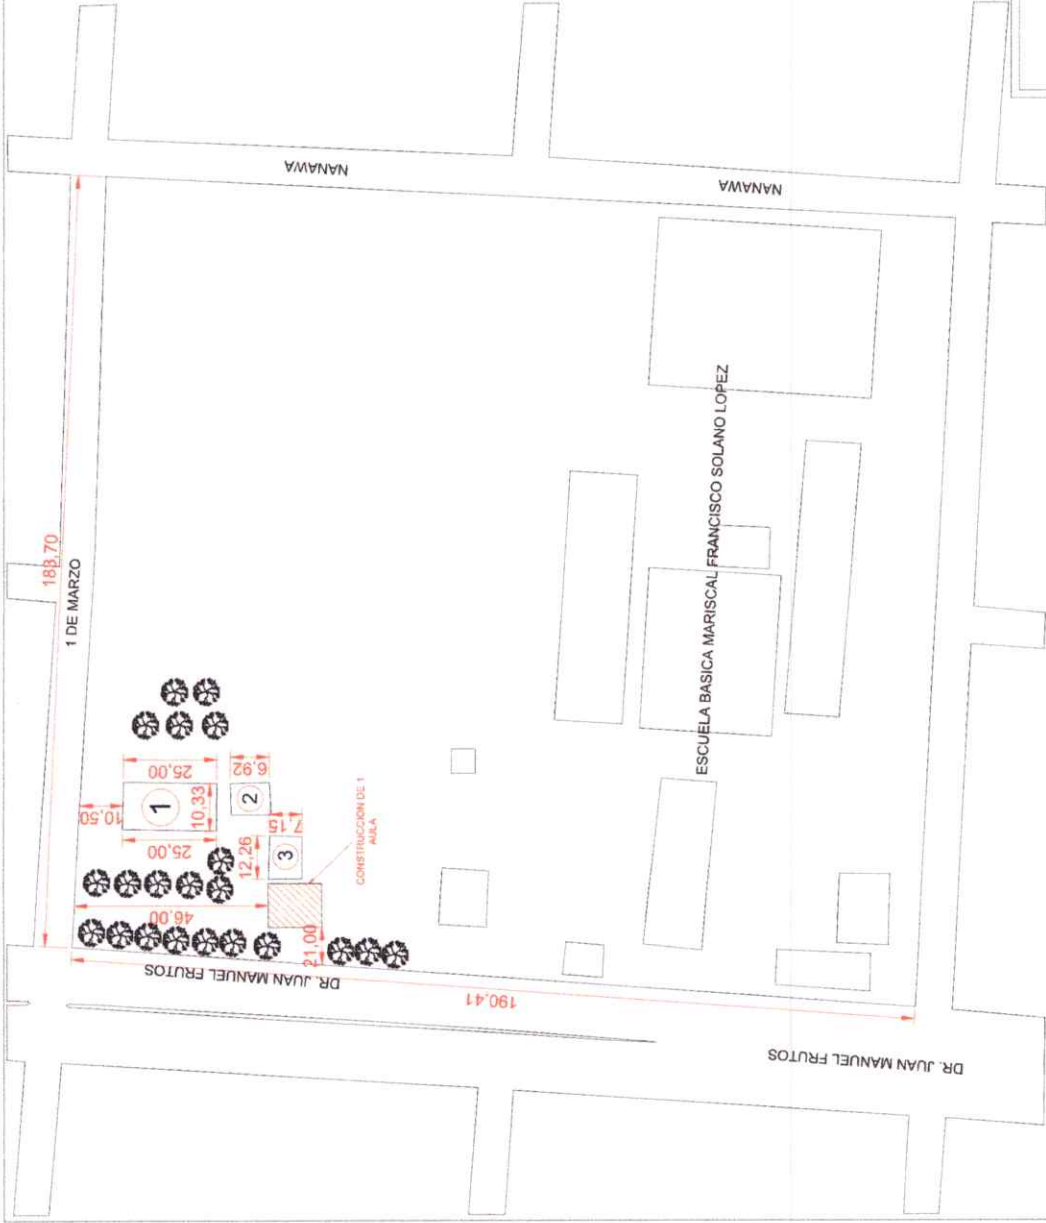 183,70
1 DE MARZO
NANAWA
NANAWA
10,50
25,00
25,00
1
10,33
6,92
2
7,15
12,26
3
46,00
21,00
CONSTRUCCION DE 1
AULA
DR. JUAN MANUEL FRUTOS
190,41
ESCUELA BASICA MARISCAL FRANCISCO SOLANO LOPEZ
DR. JUAN MANUEL FRUTOS